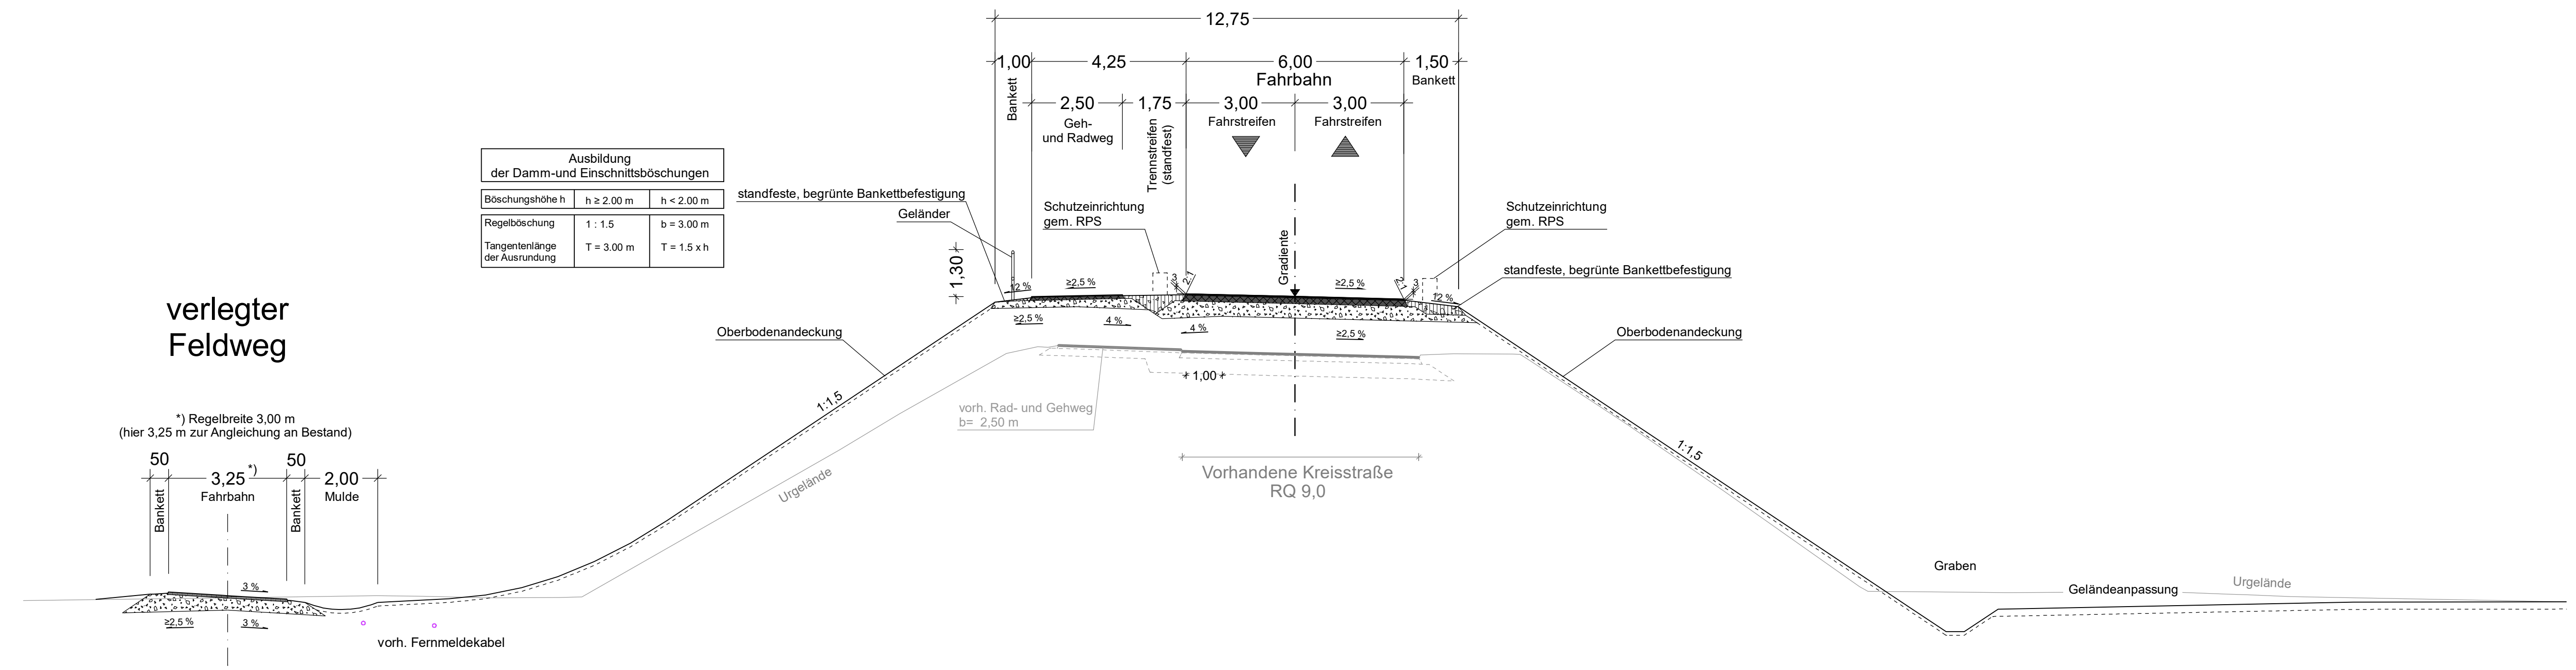 12,75
1,00
4,25
6,00
1,50
Fahrbahn
Bankett
Bankett
2,50
1,75
3,00
3,00
Geh-
und Radweg
Trennstreifen
(standfest)
Fahrstreifen
Fahrstreifen
Ausbildung
der Damm-und Einschnittsböschungen
Böschungshöhe h
h ≥ 2.00 m
h < 2.00 m
Regelböschung
1 : 1.5
b = 3.00 m
Tangentenlänge
der Ausrundung
T = 3.00 m
T = 1.5 x h
standfeste, begrünte Bankettbefestigung
Geländer
Schutzeinrichtung
gem. RPS
Schutzeinrichtung
gem. RPS
Gradiente
1,30
standfeste, begrünte Bankettbefestigung
12 %
≥2,5 %
3
2:1
≥2,5 %
2:1
3
12 %
≥2,5 %
4 %
4 %
≥2,5 %
Oberbodenandeckung
Oberbodenandeckung
verlegter
Feldweg
1:1,5
1,00
vorh. Rad- und Gehweg
b= 2,50 m
*) Regelbreite 3,00 m
(hier 3,25 m zur Angleichung an Bestand)
50
3,25 *)
50
2,00
Bankett
Fahrbahn
Bankett
Mulde
Urgelände
Vorhandene Kreisstraße
RQ 9,0
1:1,5
Graben
Geländeanpassung
Urgelände
3 %
≥2,5 %
3 %
vorh. Fernmeldekabel